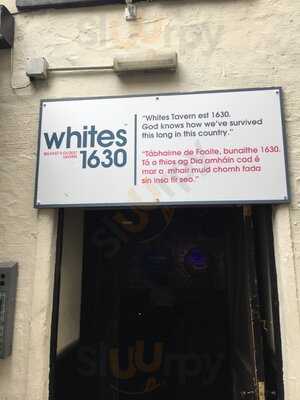 whites
BELFAST'S OLDEST TAVERN
1630
"Whites Tavern est 1630.
God knows how we've survived
this long in this country."
"Tábhairne de Faoite, bunaithe 1630.
Tá a fhios ag Dia amháin cad é
mar a mhair muid chomh fada
sin insa tír seo."
Sluurpy
Sluurpy